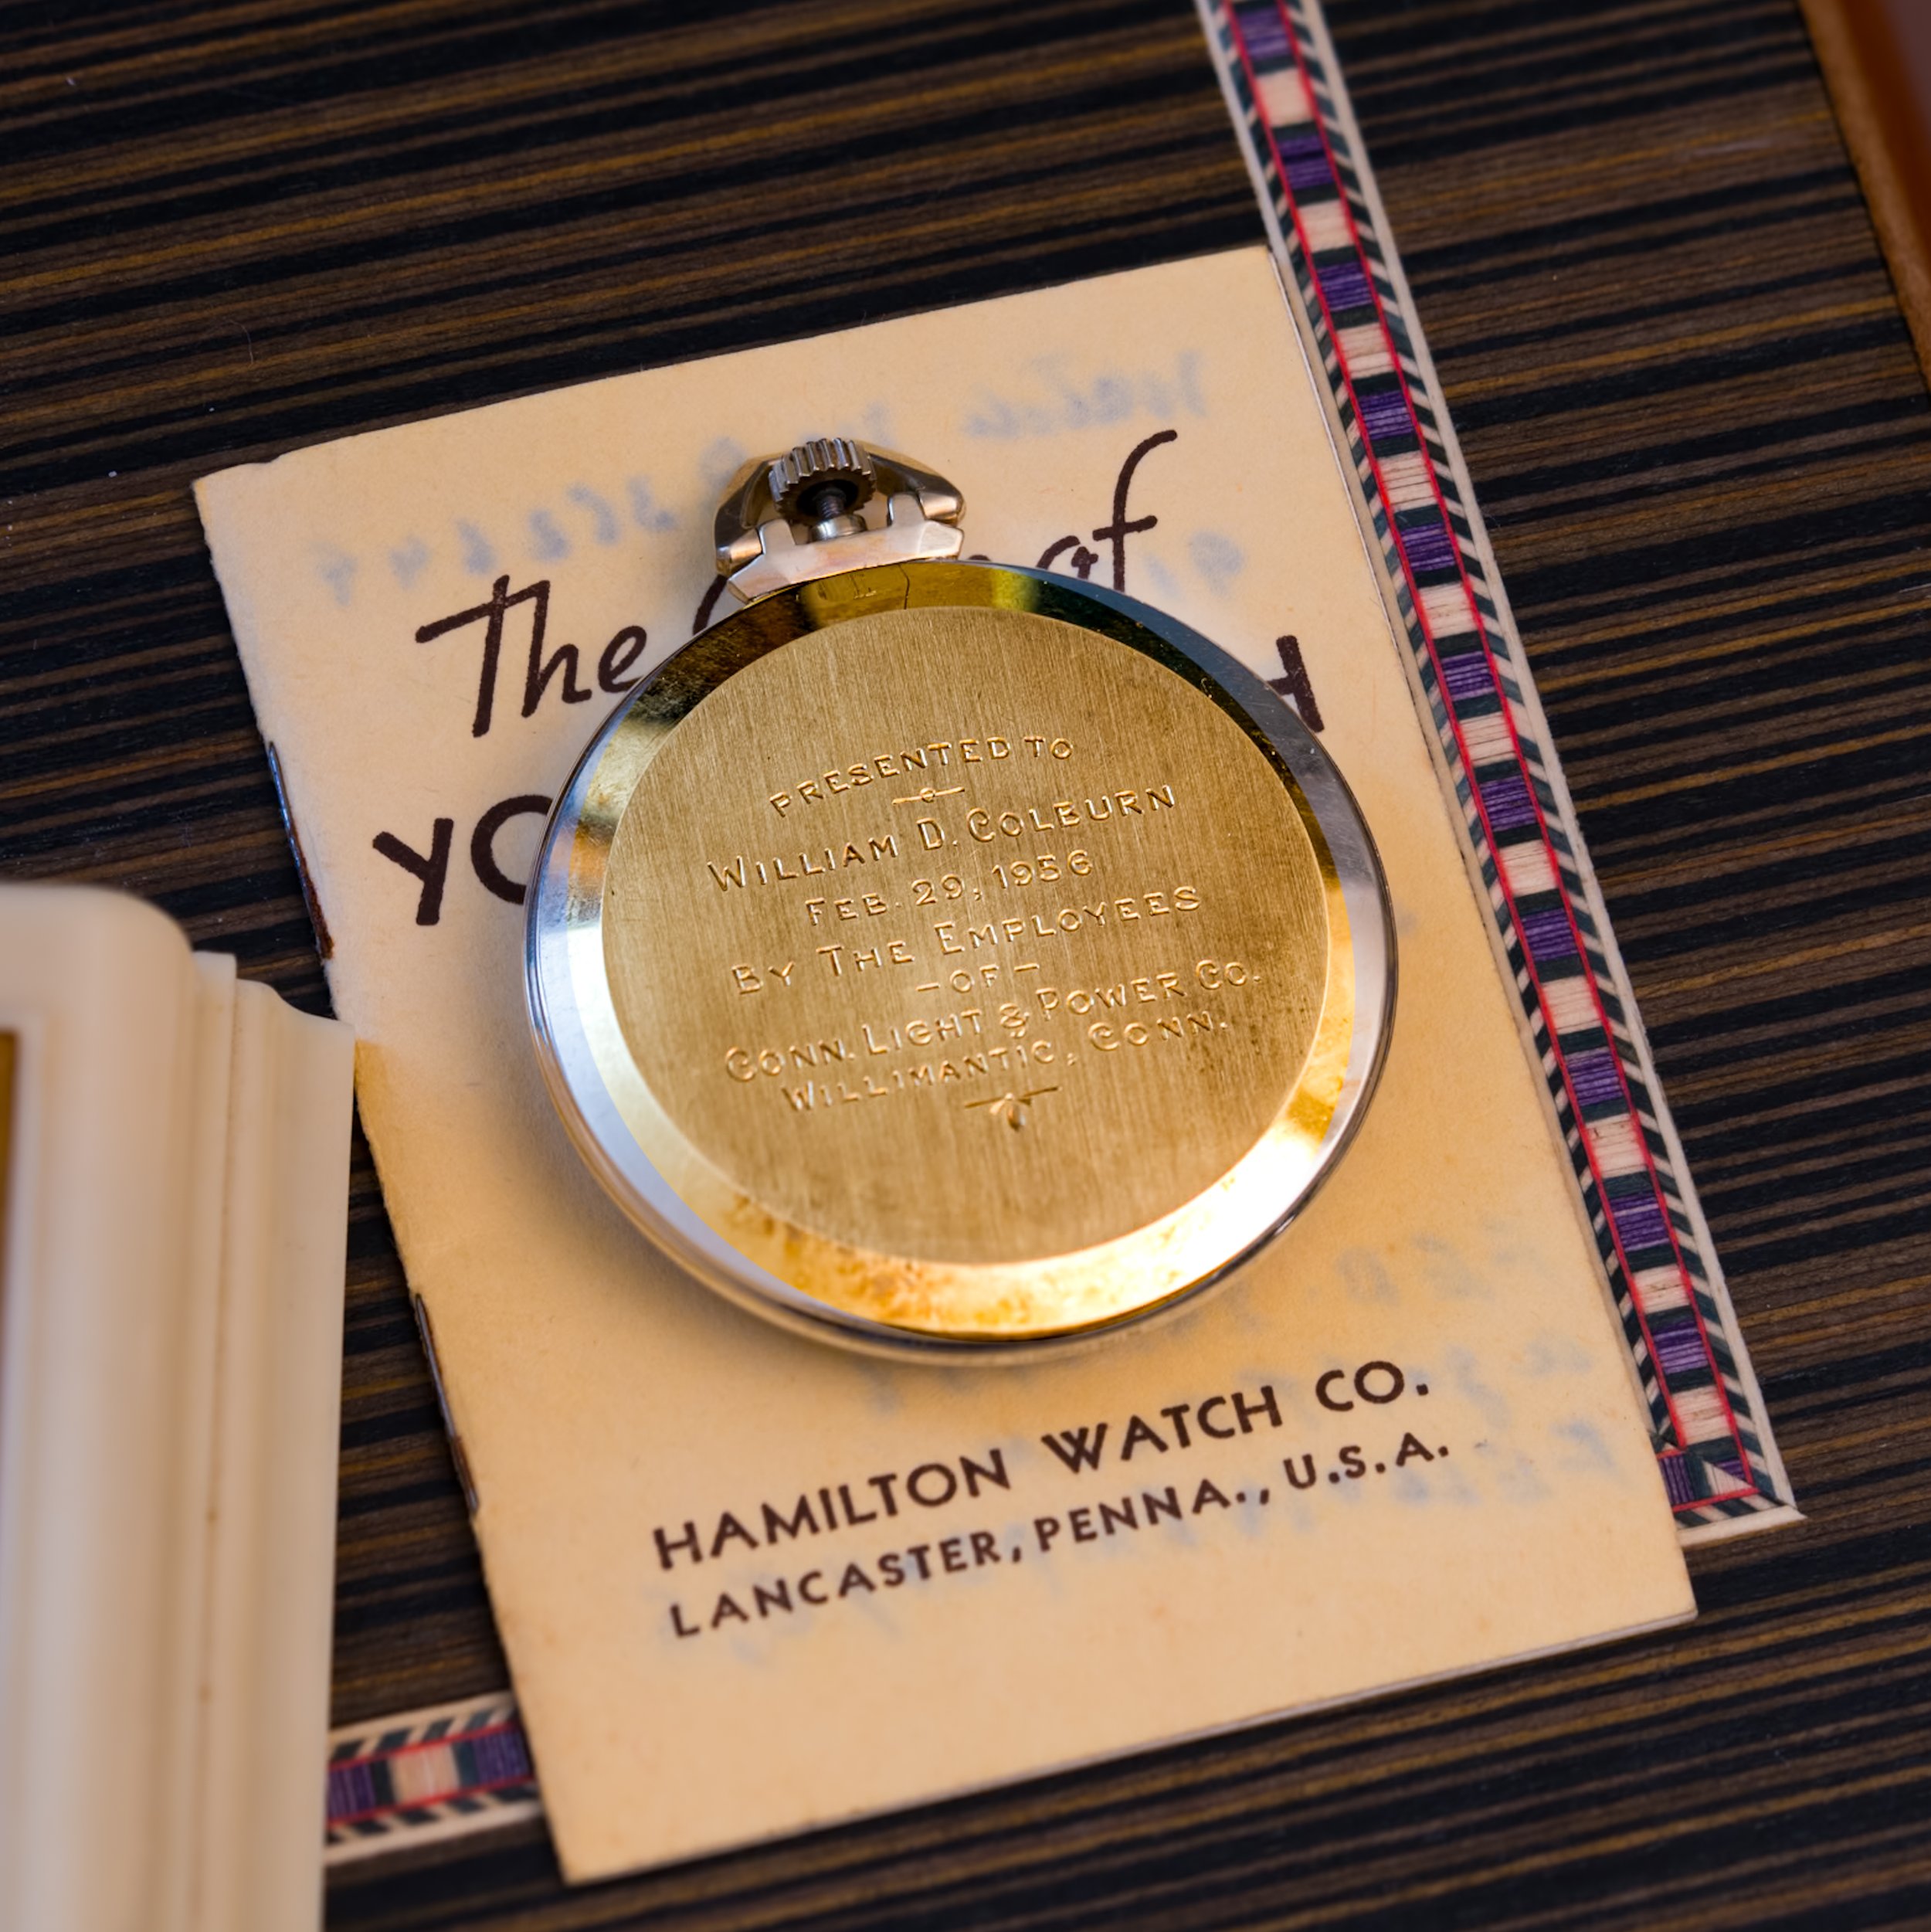 The of
YO H
PRESENTED TO
WILLIAM D. COLBURN
FEB. 29, 1956
BY THE EMPLOYEES
-OF-
CONN. LIGHT & POWER CO.
WILLIMANTIC, CONN.
HAMILTON WATCH CO.
LANCASTER, PENNA., U.S.A.